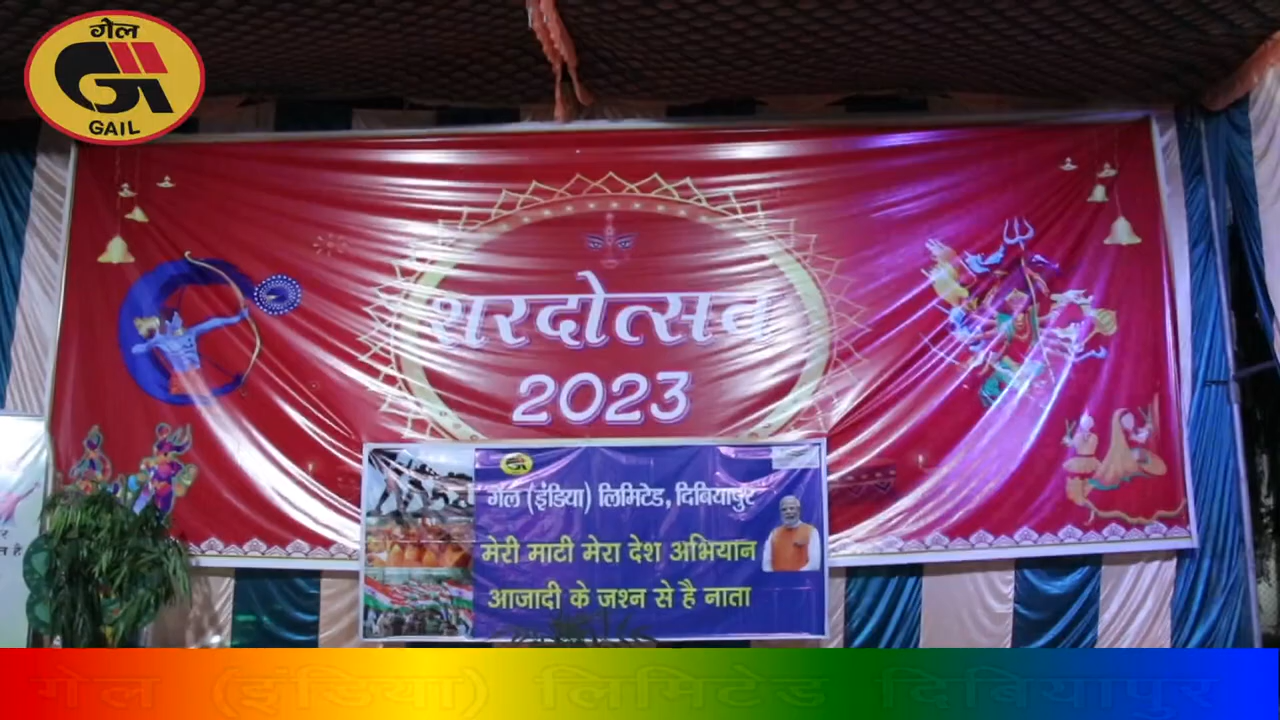 गेल
GAIL
शरदोत्सव
2023
गेल (इंडिया) लिमिटेड, दिबियापुर
मेरी माटी मेरा देश अभियान
आजादी के जश्न से है नाता
गेल (इंडिया) लिमिटेड दिबियापुर